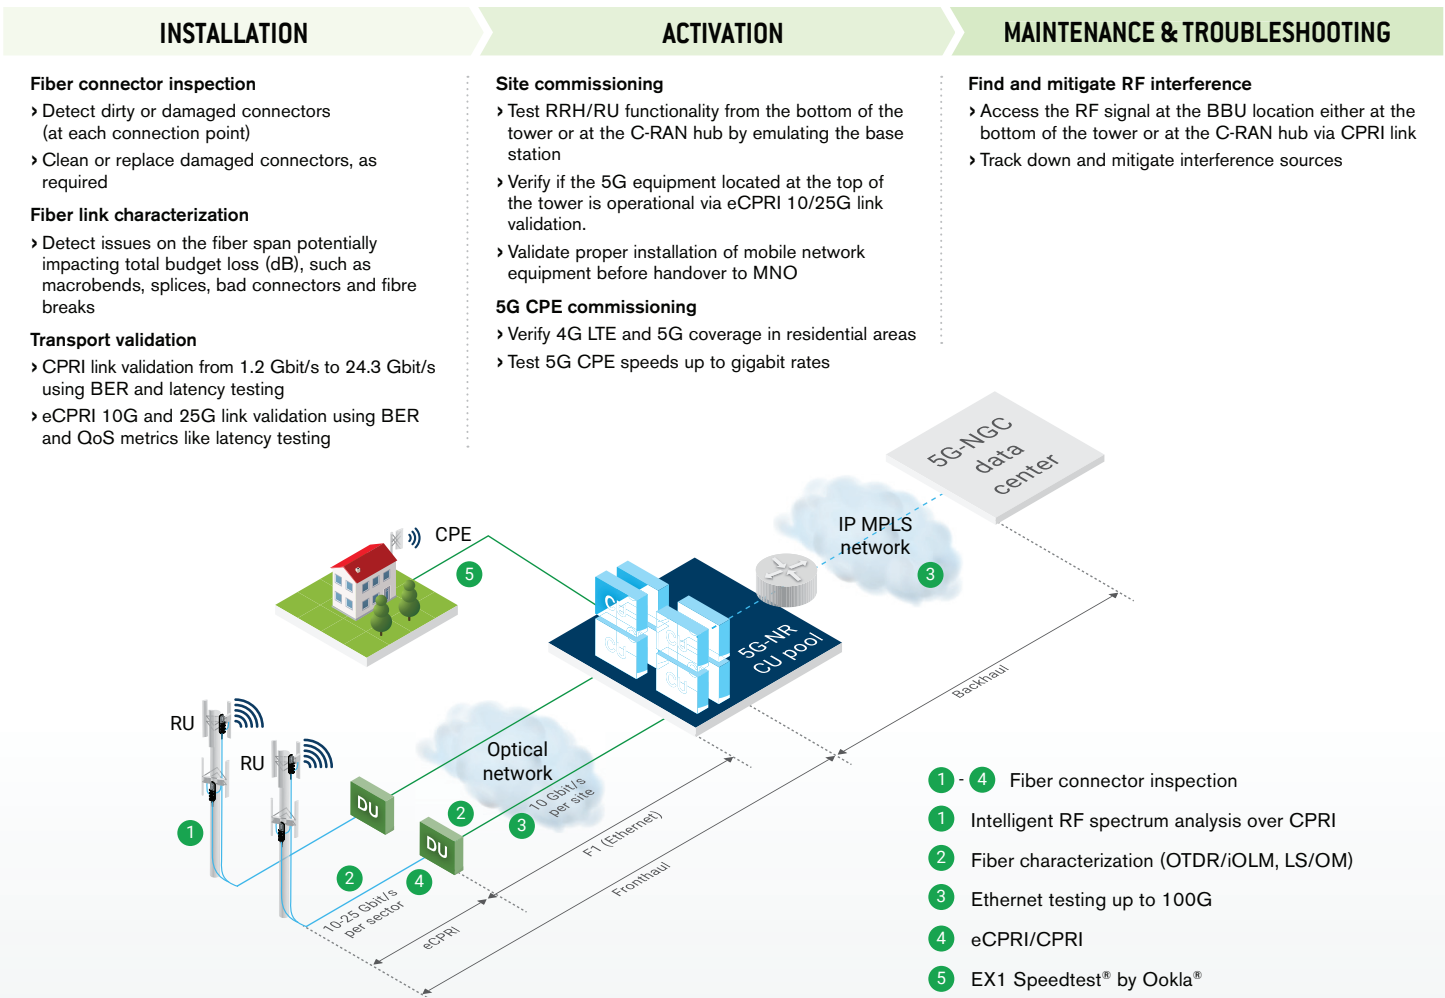 INSTALLATION
Fiber connector inspection
› Detect dirty or damaged connectors
(at each connection point)
› Clean or replace damaged connectors, as
required
Fiber link characterization
› Detect issues on the fiber span potentially
impacting total budget loss (dB), such as
macrobends, splices, bad connectors and fibre
breaks
Transport validation
› CPRI link validation from 1.2 Gbit/s to 24.3 Gbit/s
using BER and latency testing
› eCPRI 10G and 25G link validation using BER
and QoS metrics like latency testing
ACTIVATION
Site commissioning
› Test RRH/RU functionality from the bottom of the
tower or at the C-RAN hub by emulating the base
station
› Verify if the 5G equipment located at the top of
the tower is operational via eCPRI 10/25G link
validation.
› Validate proper installation of mobile network
equipment before handover to MNO
5G CPE commissioning
› Verify 4G LTE and 5G coverage in residential areas
› Test 5G CPE speeds up to gigabit rates
MAINTENANCE & TROUBLESHOOTING
Find and mitigate RF interference
› Access the RF signal at the BBU location either at the
bottom of the tower or at the C-RAN hub via CPRI link
› Track down and mitigate interference sources
5G-NGC
data
center
IP MPLS
network
3
CPE
5
CU
CU
CU
CU
5G-NR
CU pool
Backhaul
RU
RU
Optical
network
10 Gbit/s
per site
DU
DU
1
2
3
2
4
10-25 Gbit/s
per sector
F1 (Ethernet)
Fronthaul
eCPRI
1 - 4 Fiber connector inspection
1 Intelligent RF spectrum analysis over CPRI
2 Fiber characterization (OTDR/iOLM, LS/OM)
3 Ethernet testing up to 100G
4 eCPRI/CPRI
5 EX1 Speedtest® by Ookla®